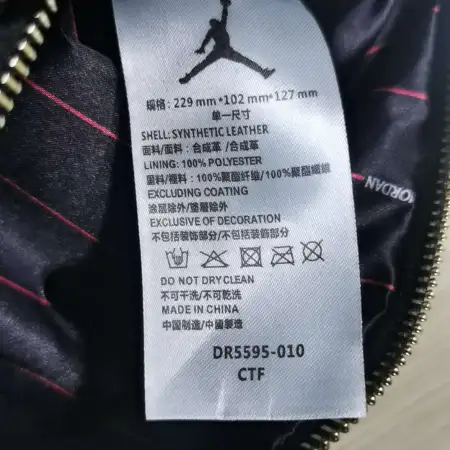 规格：229 mm*102 mm*127 mm
单一尺寸
SHELL: SYNTHETIC LEATHER
面料/面料：合成革 /合成革
LINING: 100% POLYESTER
里料/裡料：100%聚酯纤维/100%聚酯纖維
EXCLUDING COATING
涂层除外/塗層除外
EXCLUSIVE OF DECORATION
不包括装饰部分/不包括裝飾部分
DO NOT DRY CLEAN
不可干洗/不可乾洗
MADE IN CHINA
中国制造/中國製造
DR5595-010
CTF
JORDAN